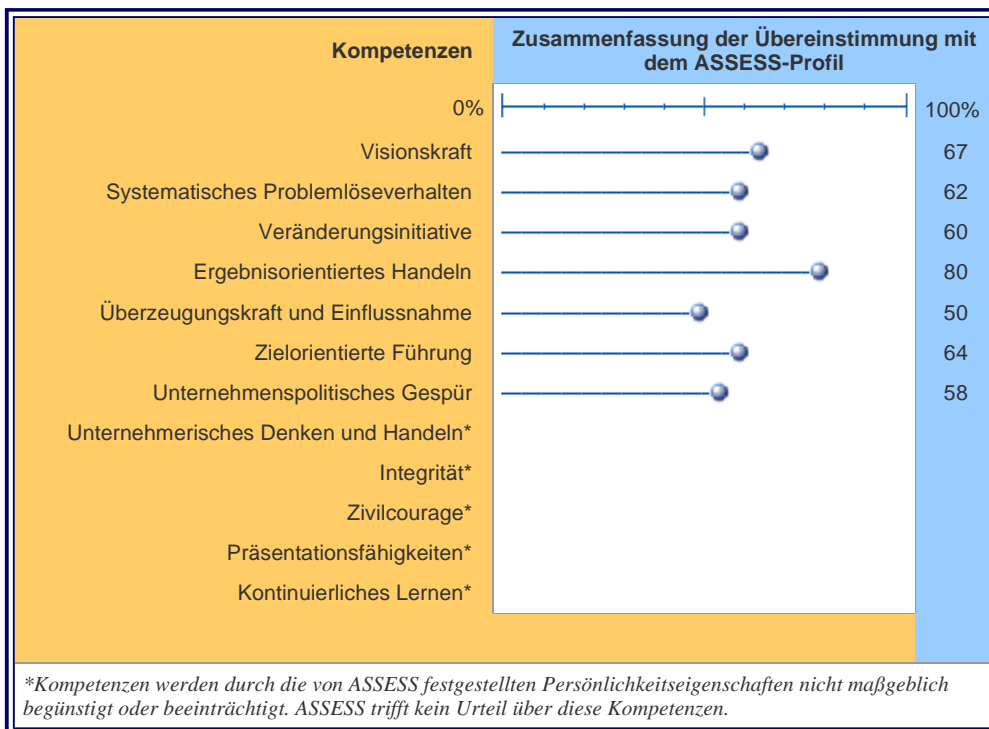 Kompetenzen
Zusammenfassung der Übereinstimmung mit
dem ASSESS-Profil
0% 100%
Visionskraft 67
Systematisches Problemlöseverhalten 62
Veränderungsinitiative 60
Ergebnisorientiertes Handeln 80
Überzeugungskraft und Einflussnahme 50
Zielorientierte Führung 64
Unternehmenspolitisches Gespür 58
Unternehmerisches Denken und Handeln*
Integrität*
Zivilcourage*
Präsentationsfähigkeiten*
Kontinuierliches Lernen*
*Kompetenzen werden durch die von ASSESS festgestellten Persönlichkeitseigenschaften nicht maßgeblich
begünstigt oder beeinträchtigt. ASSESS trifft kein Urteil über diese Kompetenzen.